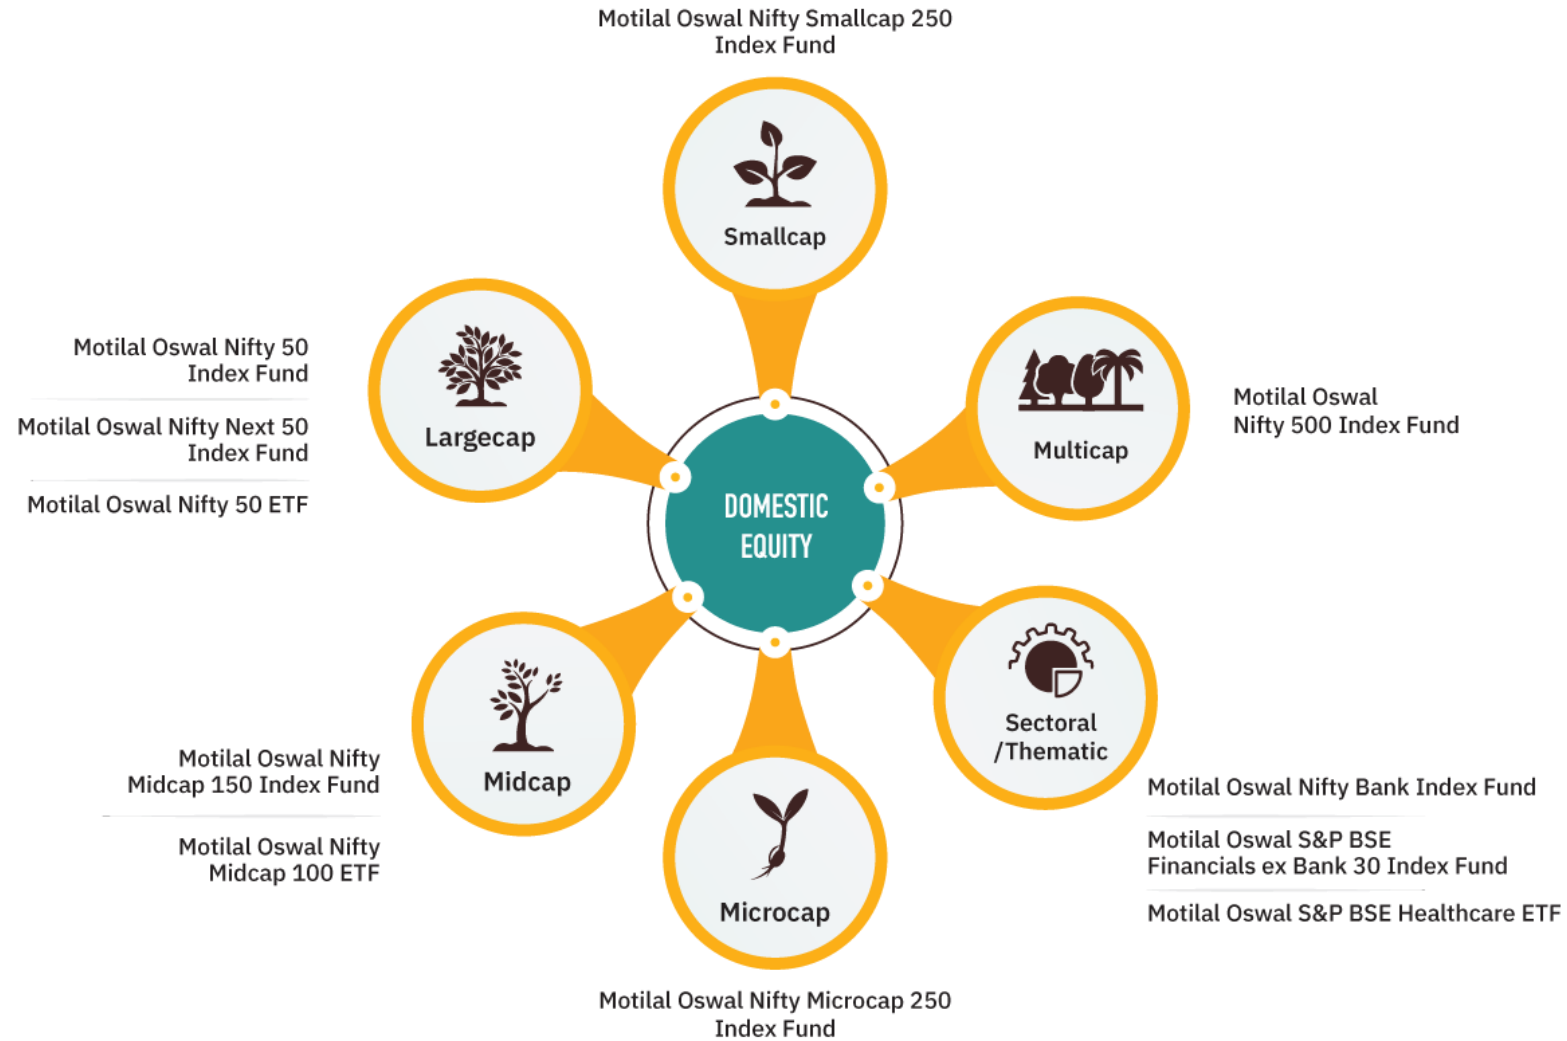 Motilal Oswal Nifty Smallcap 250
Index Fund
Smallcap
Motilal Oswal Nifty 50
Index Fund
Motilal Oswal Nifty Next 50
Index Fund
Motilal Oswal Nifty 50 ETF
Largecap
Multicap
Motilal Oswal
Nifty 500 Index Fund
DOMESTIC
EQUITY
Motilal Oswal Nifty
Midcap 150 Index Fund
Motilal Oswal Nifty
Midcap 100 ETF
Midcap
Sectoral
/Thematic
Motilal Oswal Nifty Bank Index Fund
Motilal Oswal S&P BSE
Financials ex Bank 30 Index Fund
Motilal Oswal S&P BSE Healthcare ETF
Microcap
Motilal Oswal Nifty Microcap 250
Index Fund